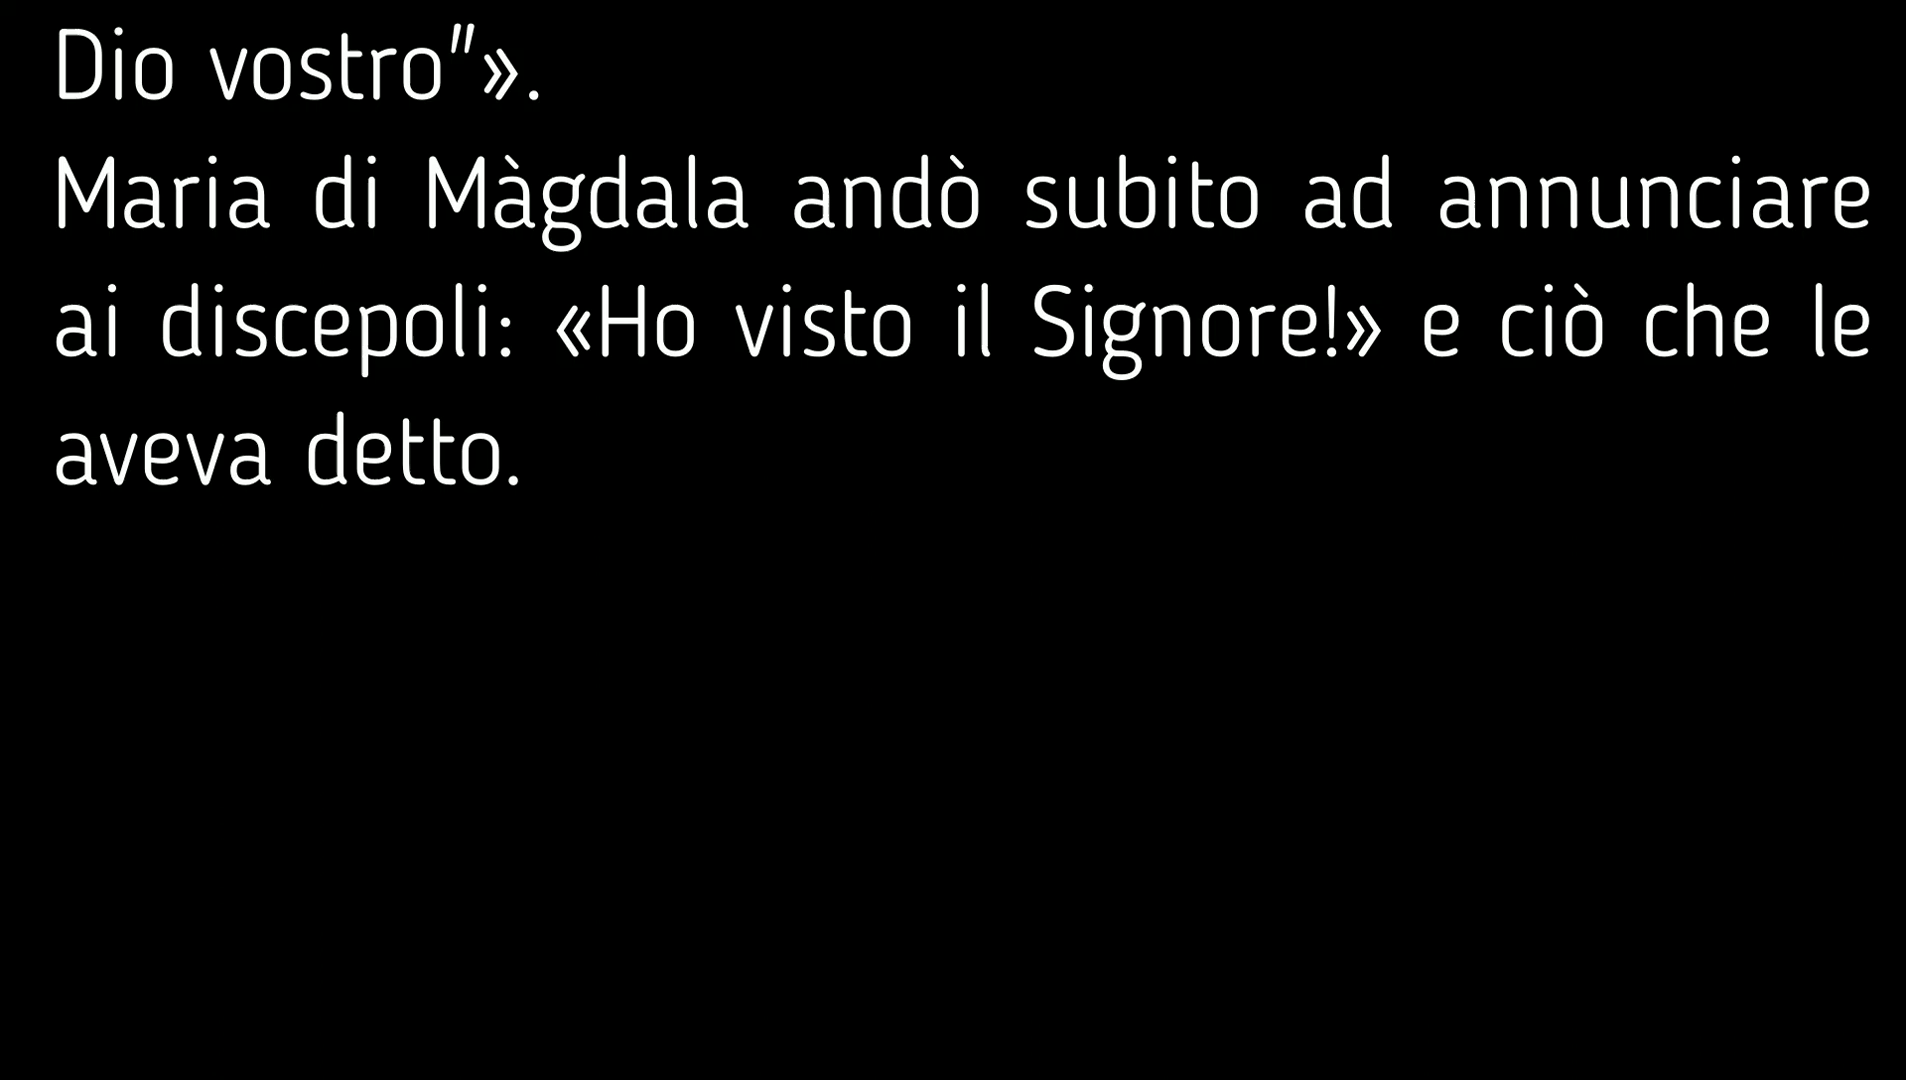 Dio vostro"».
Maria di Màgdala andò subito ad annunciare
ai discepoli: «Ho visto il Signore!» e ciò che le
aveva detto.